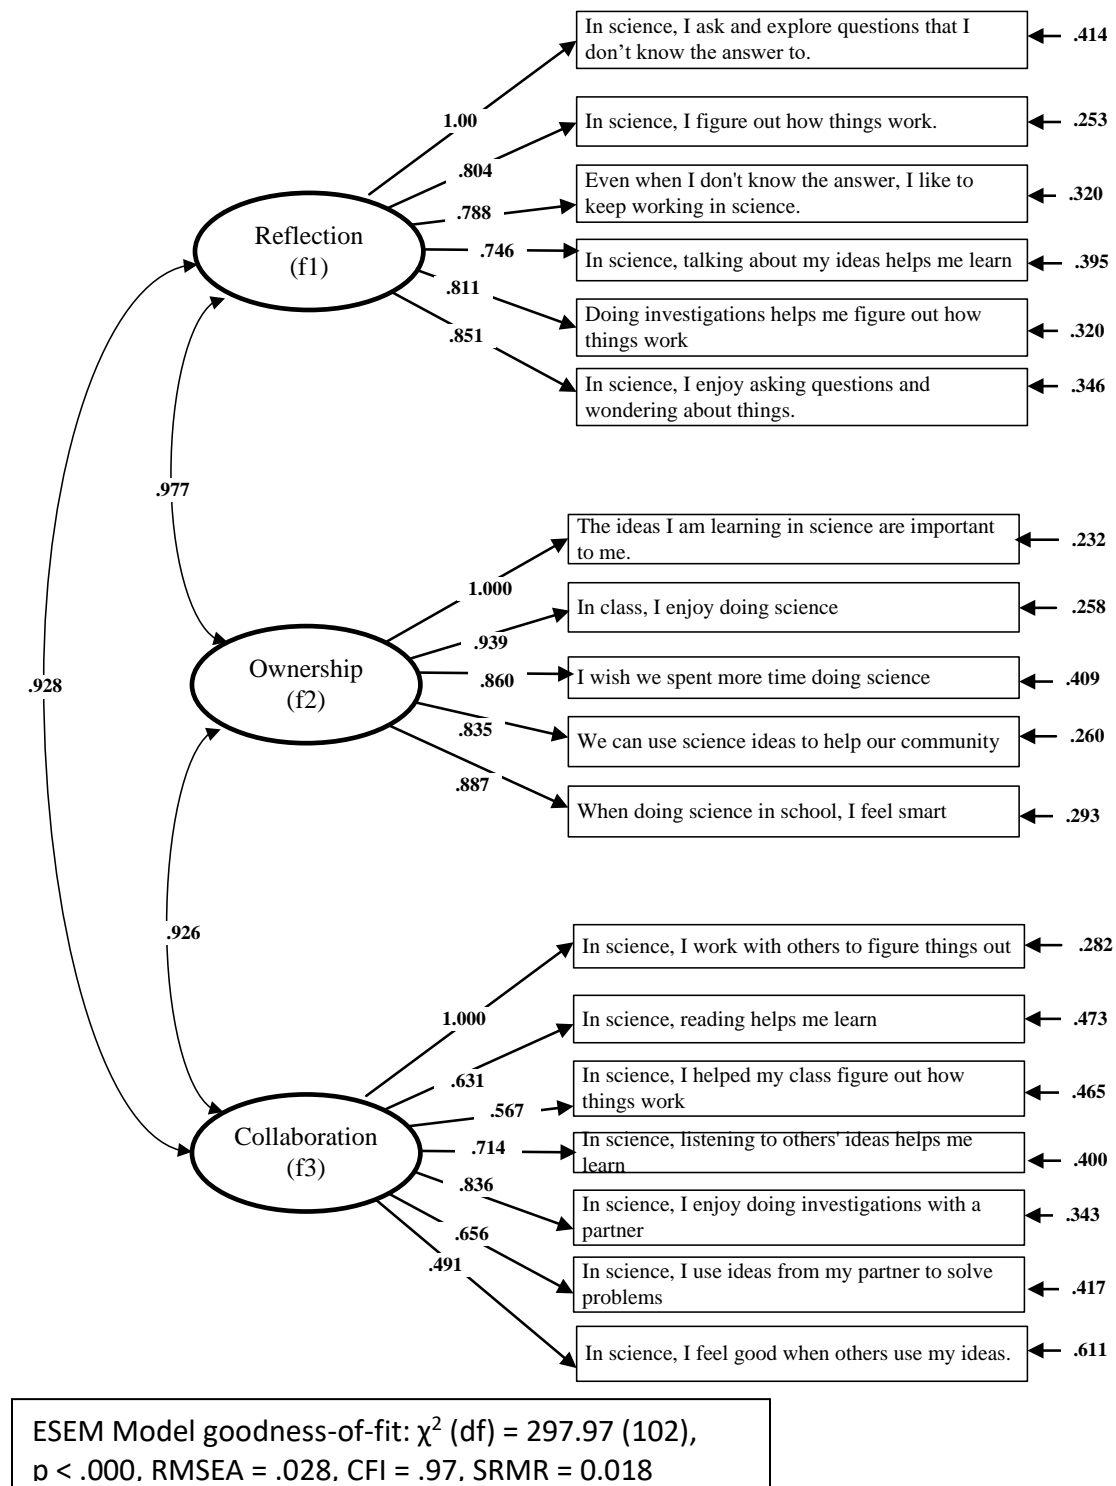 In science, I ask and explore questions that I
don’t know the answer to.
.414
1.00
In science, I figure out how things work.
.253
.804
Even when I don't know the answer, I like to
keep working in science.
.320
.788
Reflection
(f1)
.746
In science, talking about my ideas helps me learn
.395
.811
Doing investigations helps me figure out how
things work
.320
.851
In science, I enjoy asking questions and
wondering about things.
.346
.977
The ideas I am learning in science are important
to me.
.232
1.000
In class, I enjoy doing science
.258
.939
Ownership
(f2)
.928
.860
I wish we spent more time doing science
.409
.835
We can use science ideas to help our community
.260
.887
When doing science in school, I feel smart
.293
.926
In science, I work with others to figure things out
.282
1.000
In science, reading helps me learn
.473
.631
In science, I helped my class figure out how
things work
.465
.567
Collaboration
(f3)
.714
In science, listening to others' ideas helps me
learn
.400
.836
In science, I enjoy doing investigations with a
partner
.343
.656
In science, I use ideas from my partner to solve
problems
.417
.491
In science, I feel good when others use my ideas.
.611
ESEM Model goodness-of-fit: χ² (df) = 297.97 (102),
p < .000, RMSEA = .028, CFI = .97, SRMR = 0.018